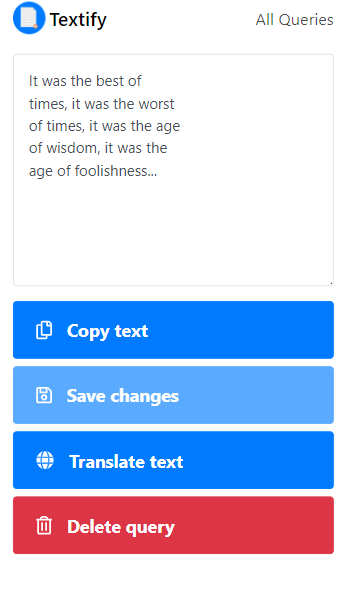 Textify
All Queries
It was the best of
times, it was the worst
of times, it was the age
of wisdom, it was the
age of foolishness...
Copy text
Save changes
Translate text
Delete query